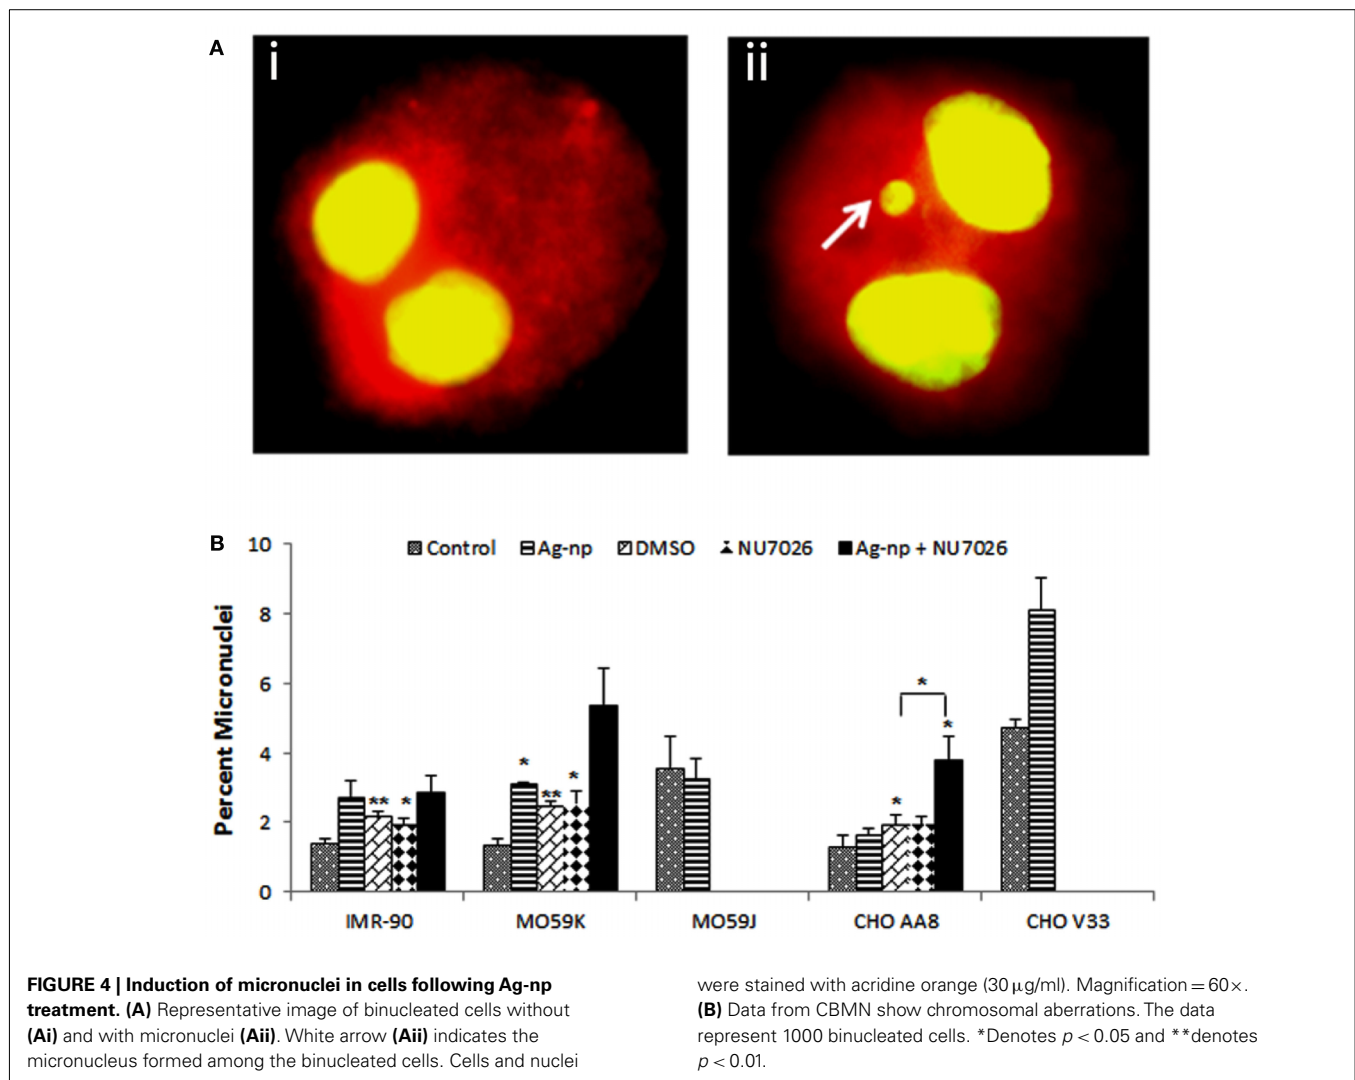 A
i
ii
B
Control Ag-np DMSO NU7026 Ag-np + NU7026
Percent Micronuclei
10
8
6
4
2
0
*
*
** * * ** * *
IMR-90 MO59K MO59J CHO AA8 CHO V33
FIGURE 4 | Induction of micronuclei in cells following Ag-np
treatment. (A) Representative image of binucleated cells without
(Ai) and with micronuclei (Aii). White arrow (Aii) indicates the
micronucleus formed among the binucleated cells. Cells and nuclei
were stained with acridine orange (30 μg/ml). Magnification = 60×.
(B) Data from CBMN show chromosomal aberrations. The data
represent 1000 binucleated cells. *Denotes p < 0.05 and **denotes
p < 0.01.